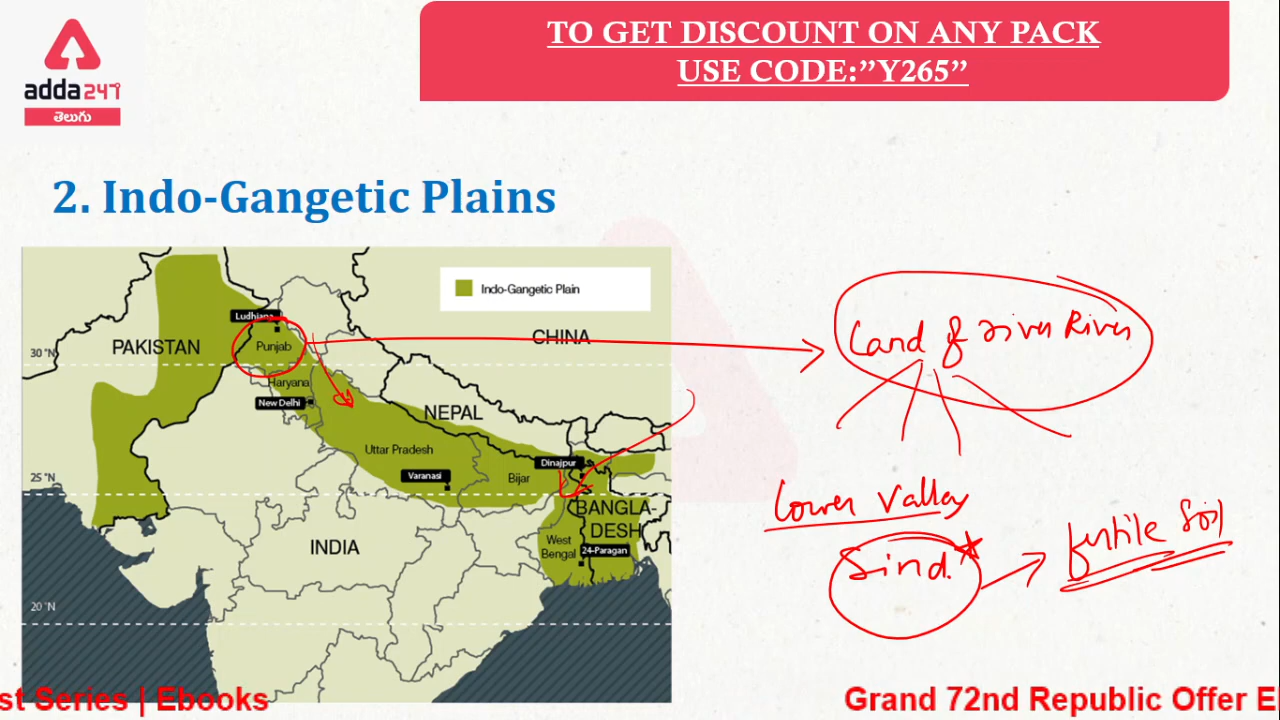 TO GET DISCOUNT ON ANY PACK
USE CODE:”Y265”
adda247
తెలుగు
2. Indo-Gangetic Plains
Indo-Gangetic Plain
Ludhiana
PAKISTAN
Punjab
CHINA
30 °N
Haryana
New Delhi
NEPAL
Uttar Pradesh
Dinajpur
25 °N
Varanasi
Bijar
BANGLA-
DESH
INDIA
West
Bengal
24-Paragan
20 °N
Land of river River
Lower Valley
Sind.
fertile Soil
st Series | Ebooks
Grand 72nd Republic Offer E